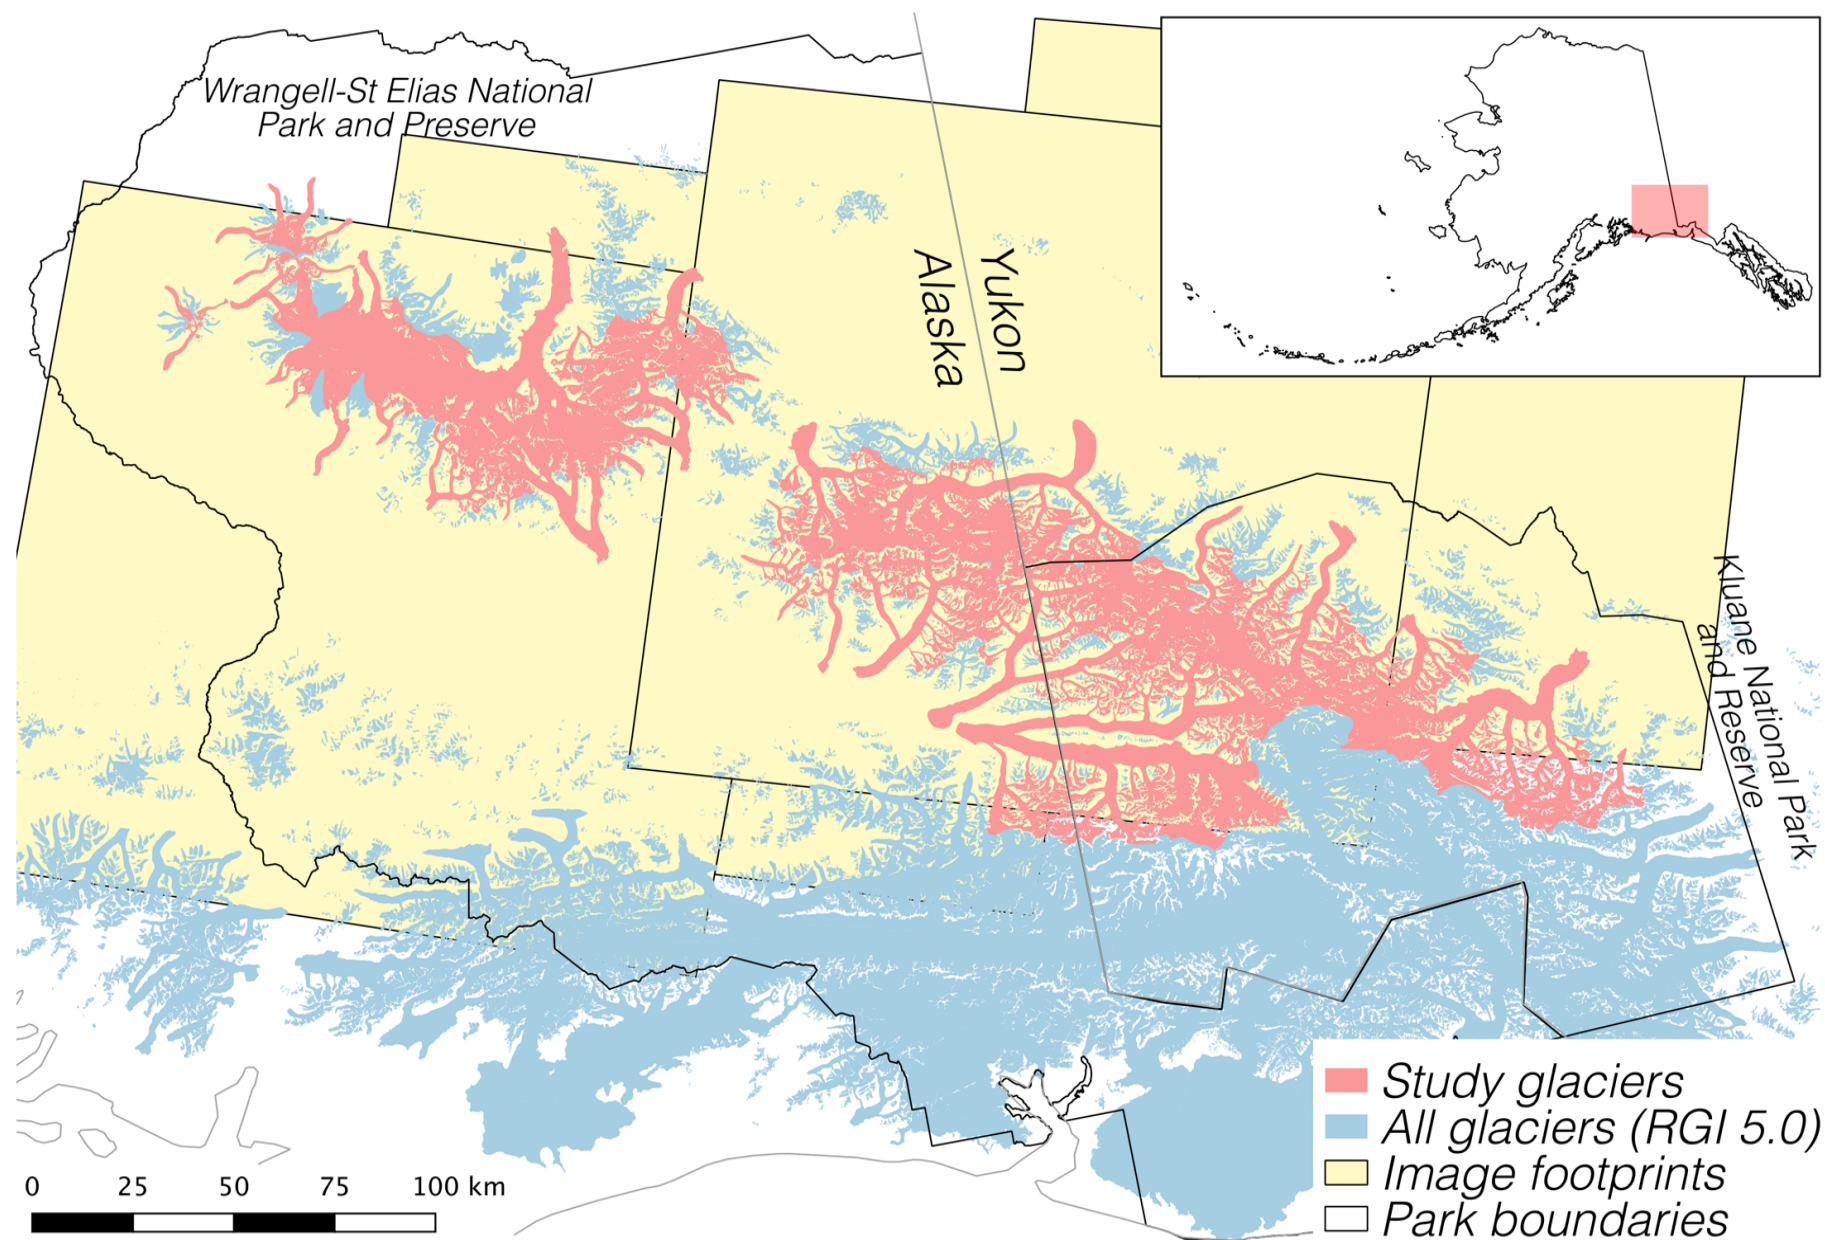 Wrangell-St Elias National
Park and Preserve
Yukon
Alaska
Kluane National Park
and Reserve
Study glaciers
All glaciers (RGI 5.0)
Image footprints
Park boundaries
0 25 50 75 100 km